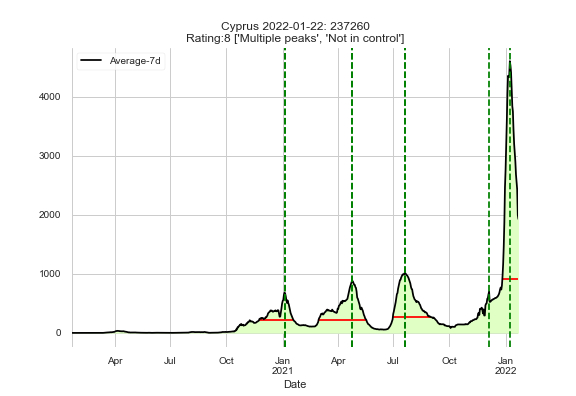 Cyprus 2022-01-22: 237260
Rating:8 ['Multiple peaks', 'Not in control']
Average-7d
4000
3000
2000
1000
0
Apr Jul Oct Jan Apr Jul Oct Jan
2021 2022
Date